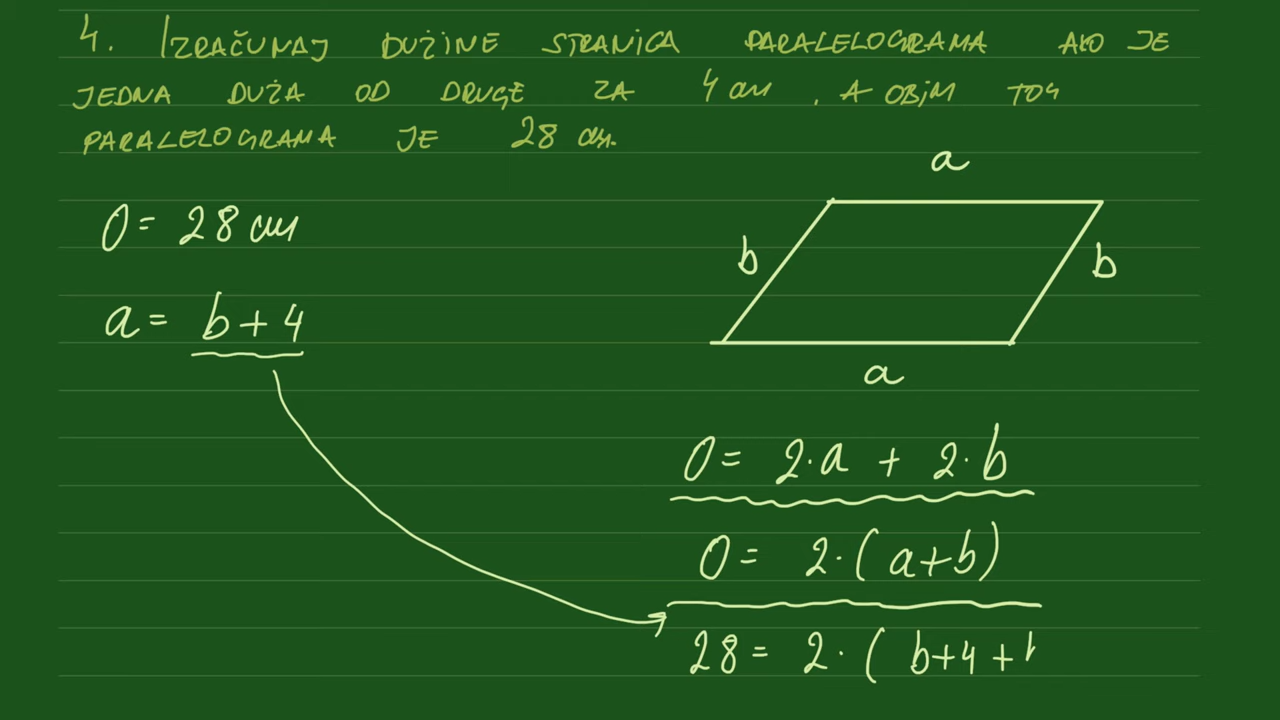 4. IZRAČUNAJ DUŽINE STRANICA PARALELOGRAMA AKO JE
JEDNA DUŽA OD DRUGE ZA 4 cm , A OBIM TOG
PARALELOGRAMA JE 28 cm.
a
O = 28 cm
b
b
a = b + 4
a
O = 2·a + 2·b
O = 2·( a+b)
28 = 2·( b+4 +